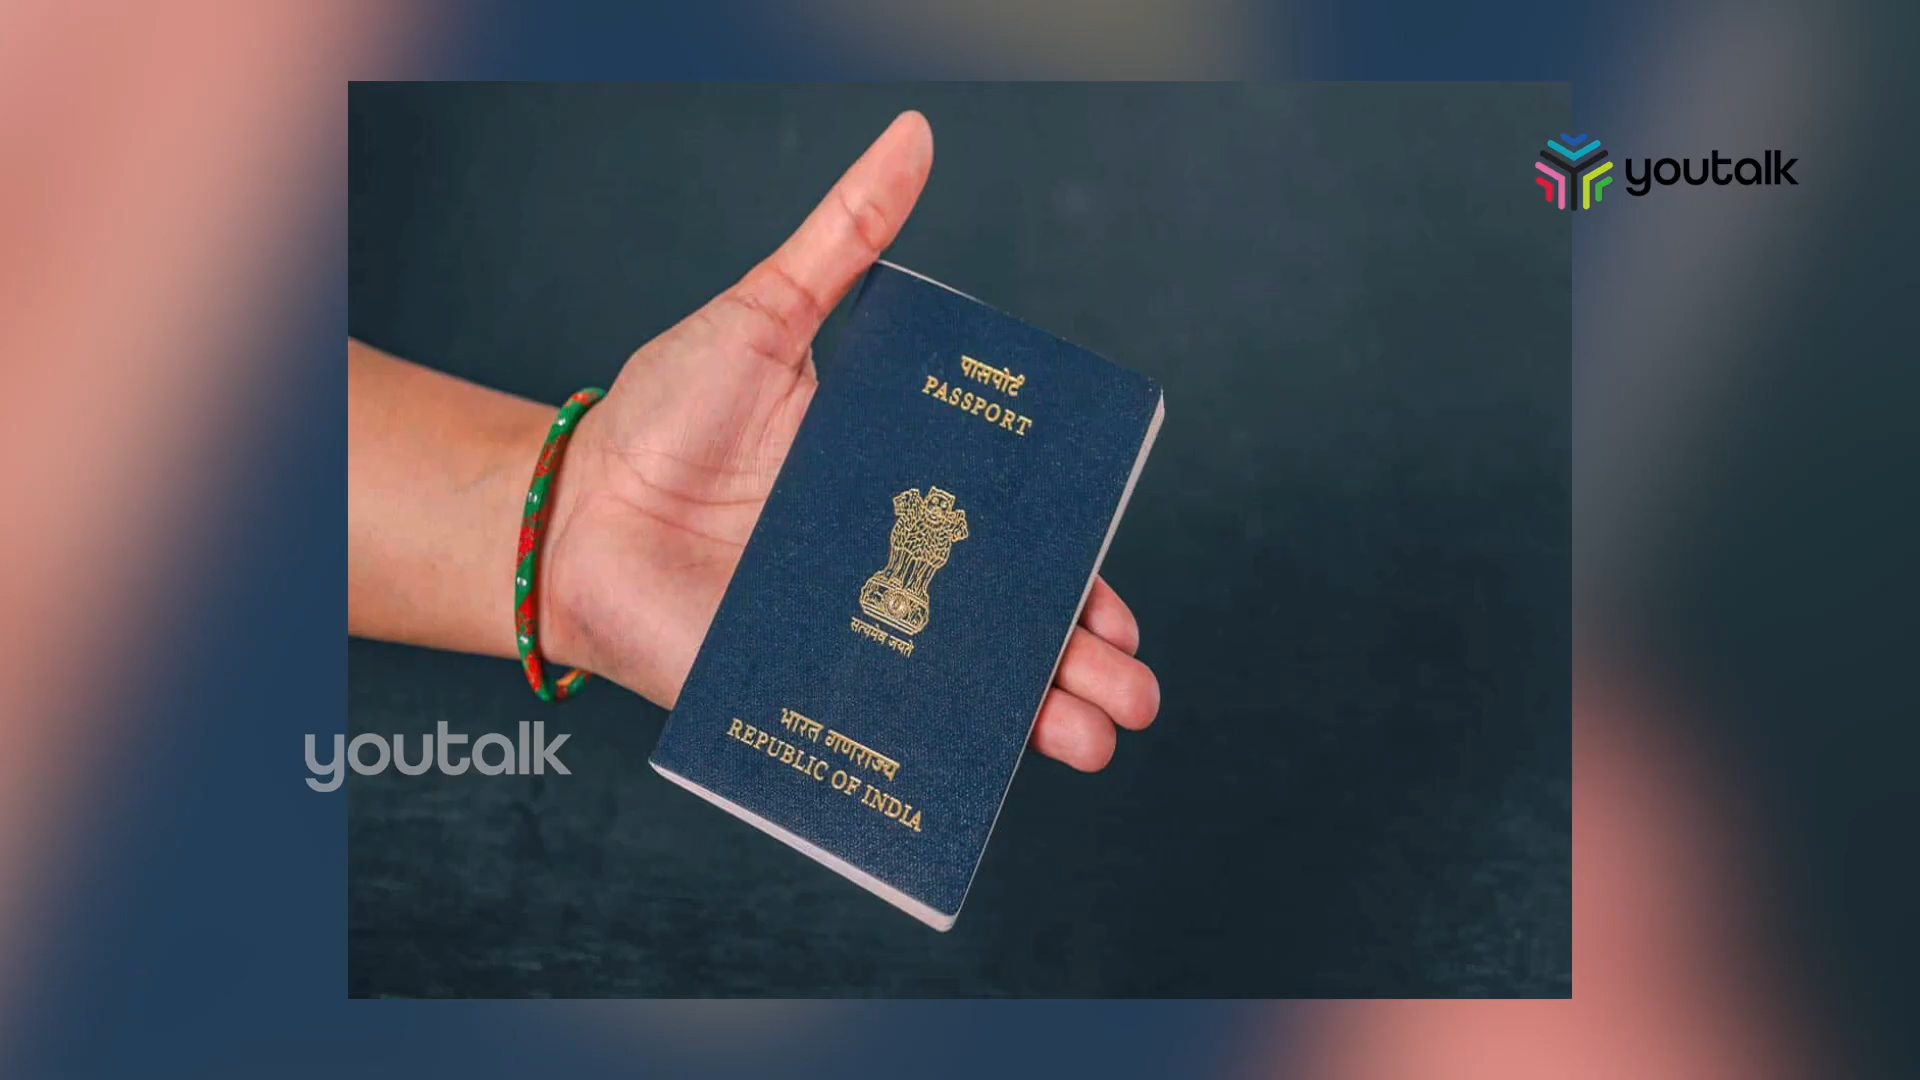 youtalk
पासपोर्ट
PASSPORT
सत्यमेव जयते
भारत गणराज्य
REPUBLIC OF INDIA
youtalk